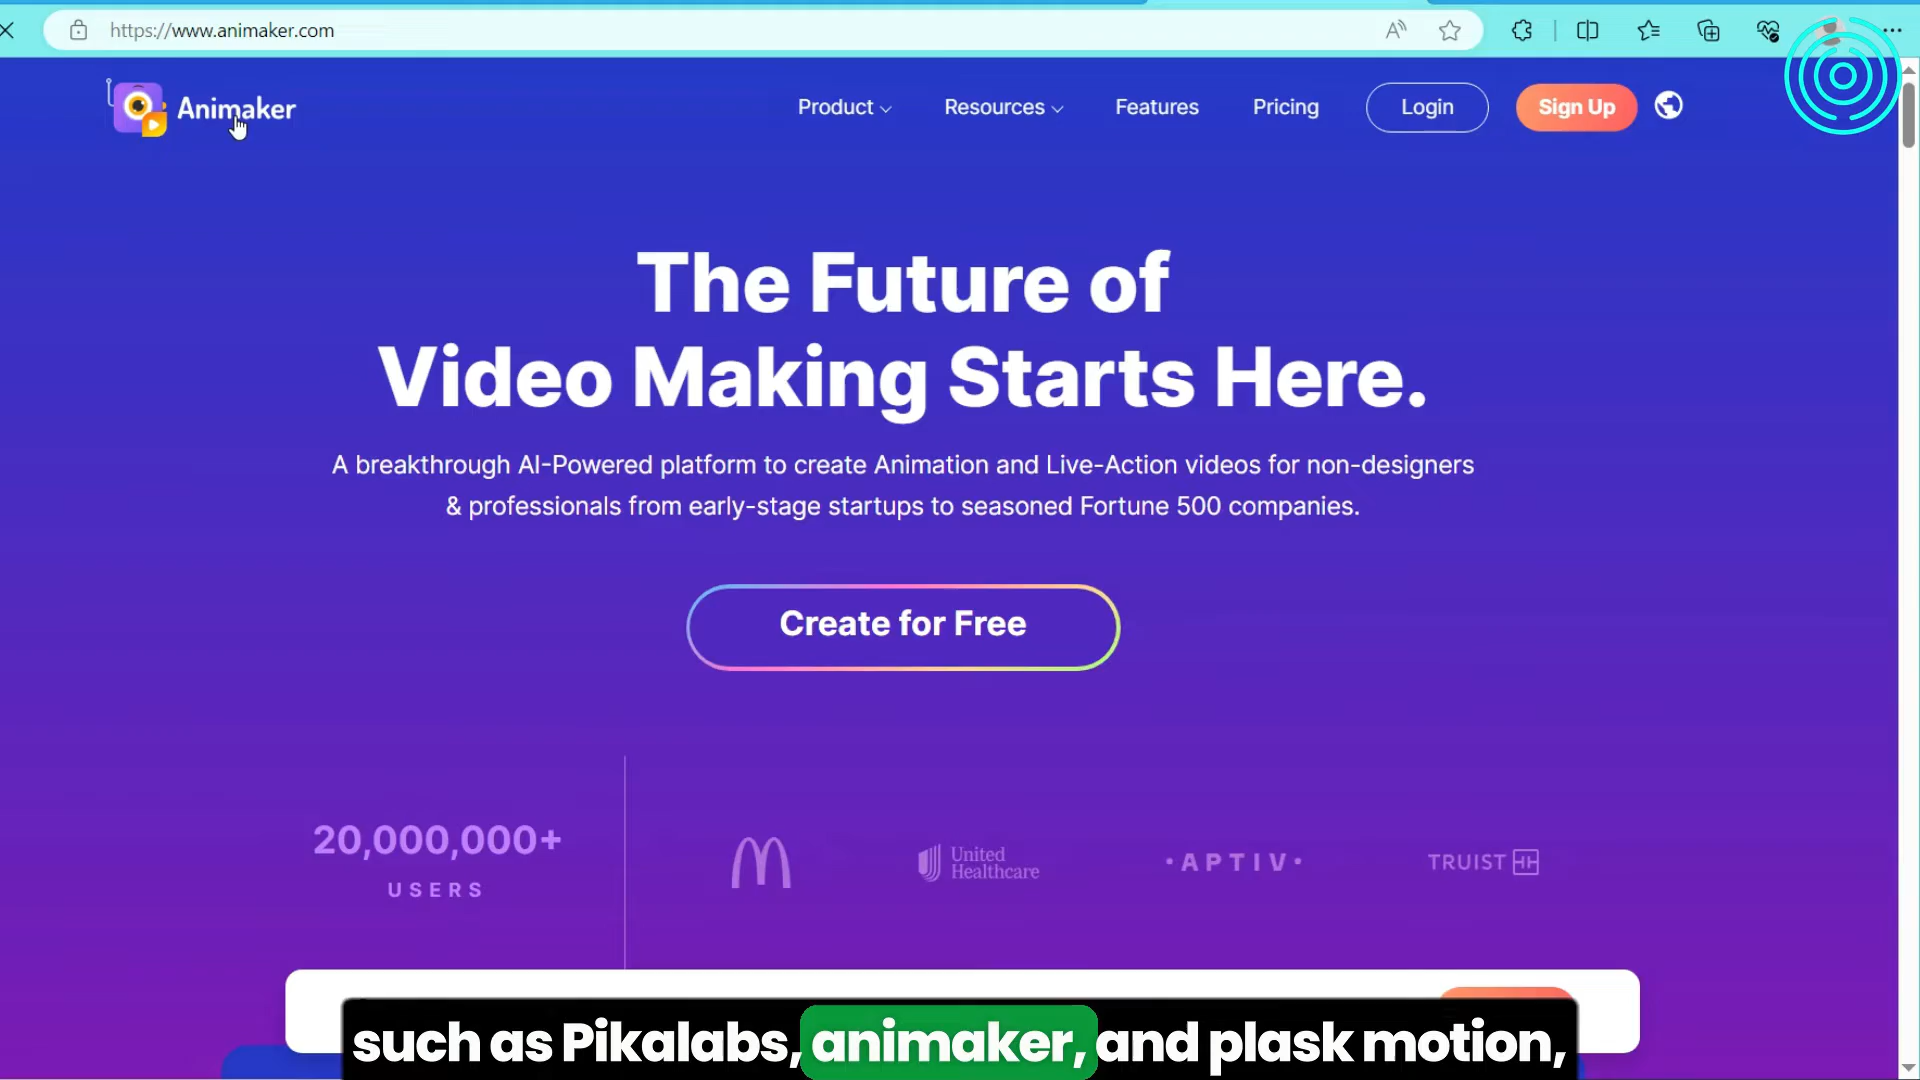 https://www.animaker.com
Animaker
Product
Resources
Features
Pricing
Login
Sign Up
The Future of
Video Making Starts Here.
A breakthrough AI-Powered platform to create Animation and Live-Action videos for non-designers
& professionals from early-stage startups to seasoned Fortune 500 companies.
Create for Free
20,000,000+
USERS
United
Healthcare
• APTIV •
TRUIST
such as Pikalabs, animaker, and plask motion,